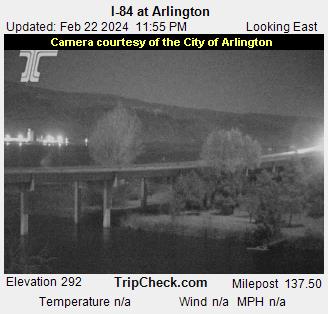 I-84 at Arlington
Updated: Feb 22 2024 11:55 PM Looking East
Camera courtesy of the City of Arlington
Elevation 292 TripCheck.com Milepost 137.50
Temperature n/a Wind n/a MPH n/a